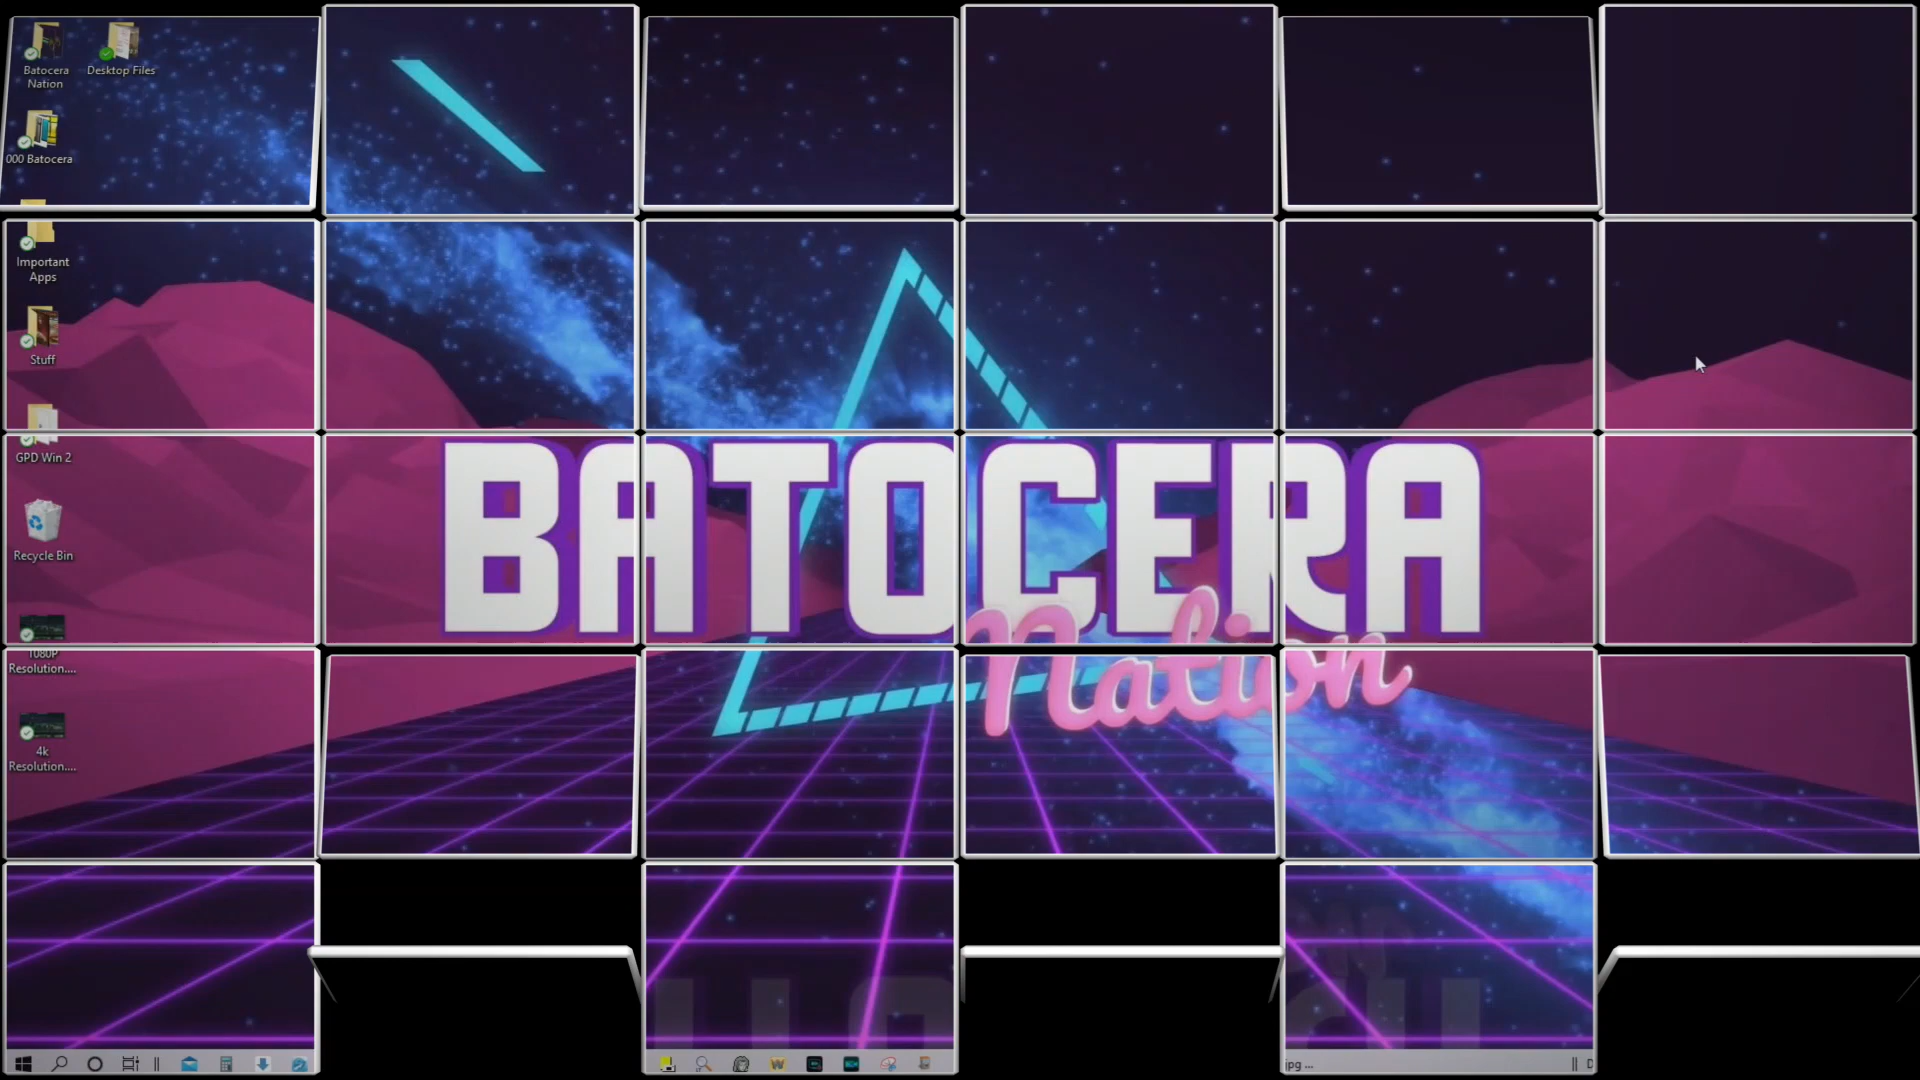 Batocera
Nation
Desktop Files
000 Batocera
Important
Apps
Stuff
GPD Win 2
Recycle Bin
1080P
Resolution....
4k
Resolution....
BATOCERA
Nation
jpg ...